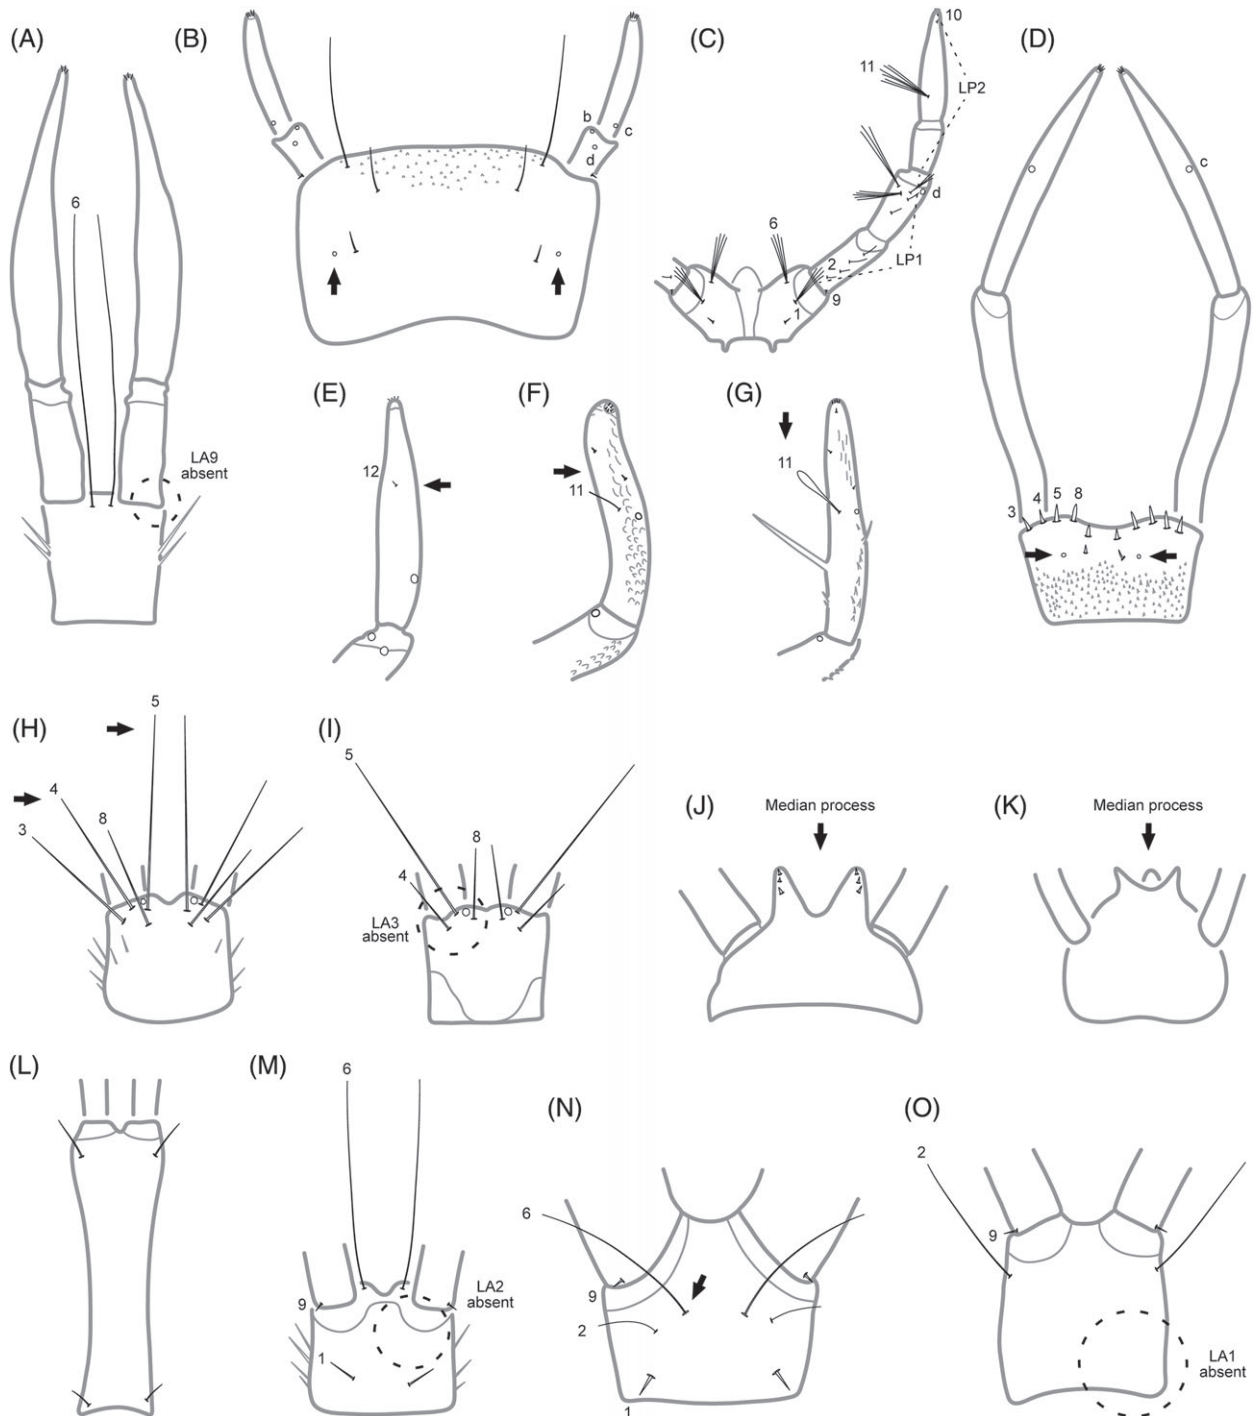 (A)
6
LA9
absent
(B)
b
c
d
(C)
10
11
LP2
d
6
2
LP1
1
9
(D)
c
3
4
5
8
(E)
12
(F)
11
(G)
11
(H)
5
4
8
3
(I)
5
8
4
LA3
absent
(J)
Median process
(K)
Median process
(L)
(M)
6
LA2
absent
9
1
(N)
6
9
2
1
(O)
2
9
LA1
absent